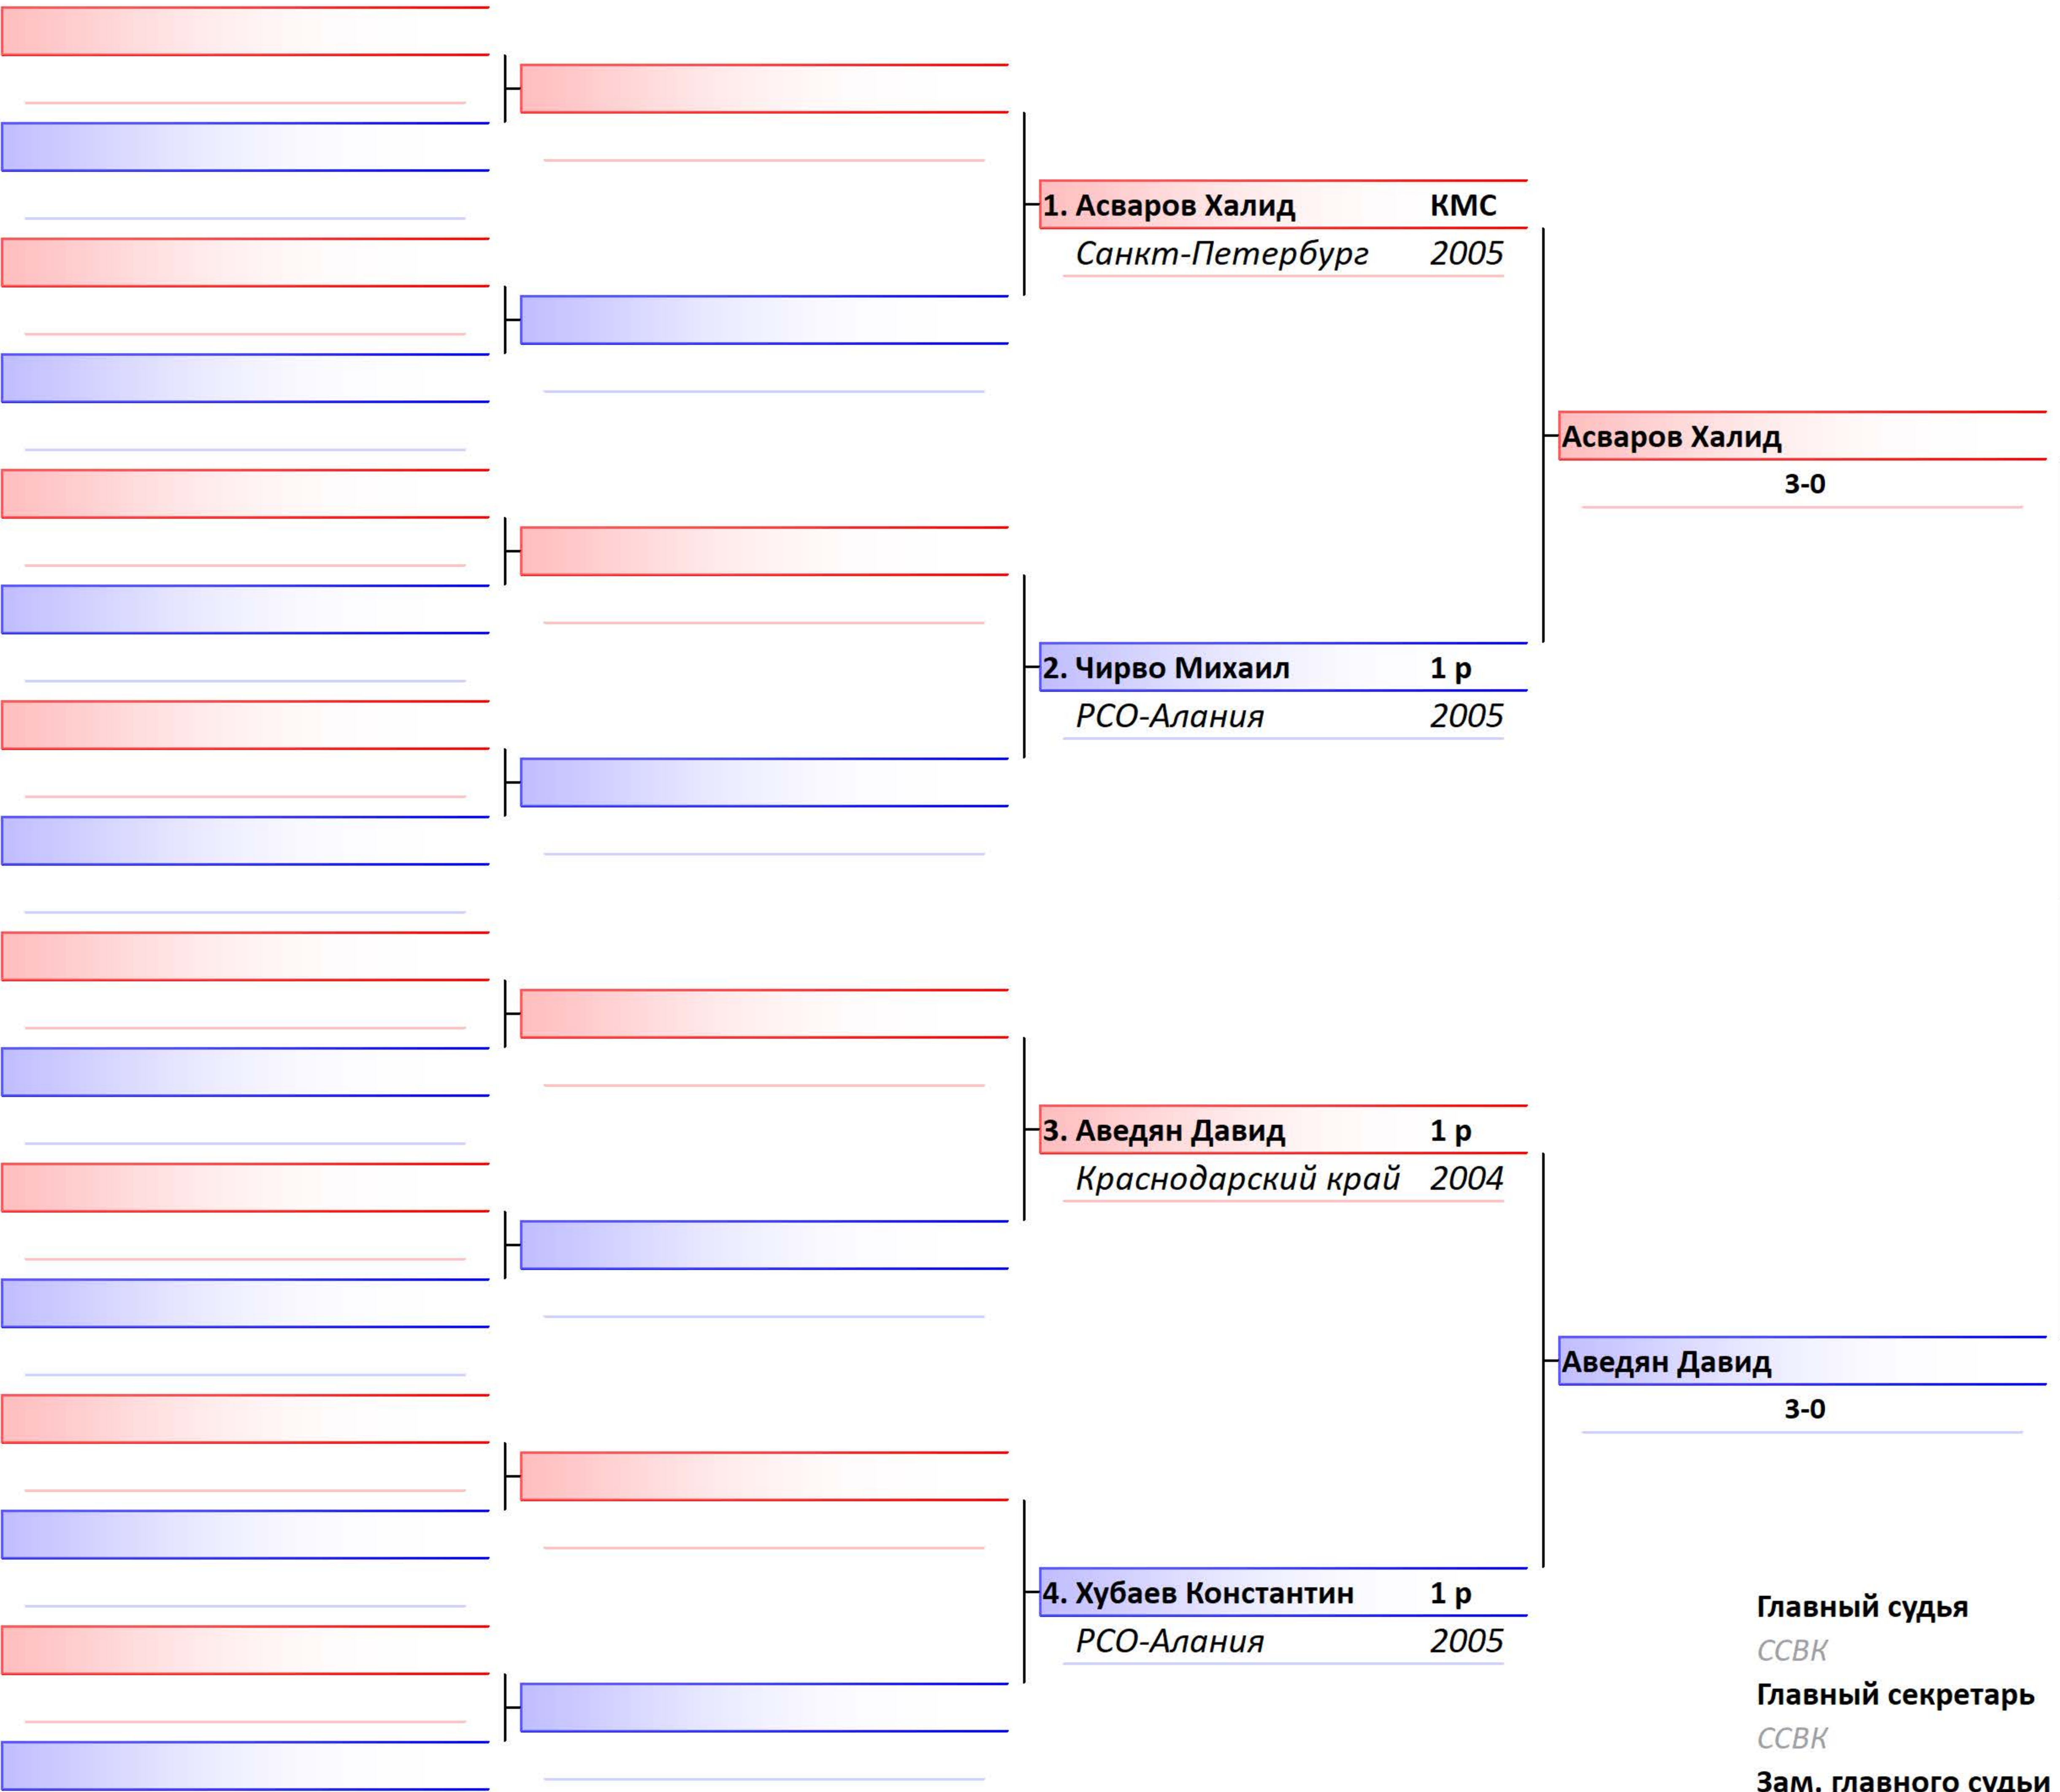 1. Асваров Халид КМС
Санкт-Петербург 2005
Асваров Халид
3-0
2. Чирво Михаил 1 р
РСО-Алания 2005
3. Аведян Давид 1 р
Краснодарский край 2004
Аведян Давид
3-0
4. Хубаев Константин 1 р
РСО-Алания 2005
Главный судья
ССВК
Главный секретарь
ССВК
Зам. главного судьи